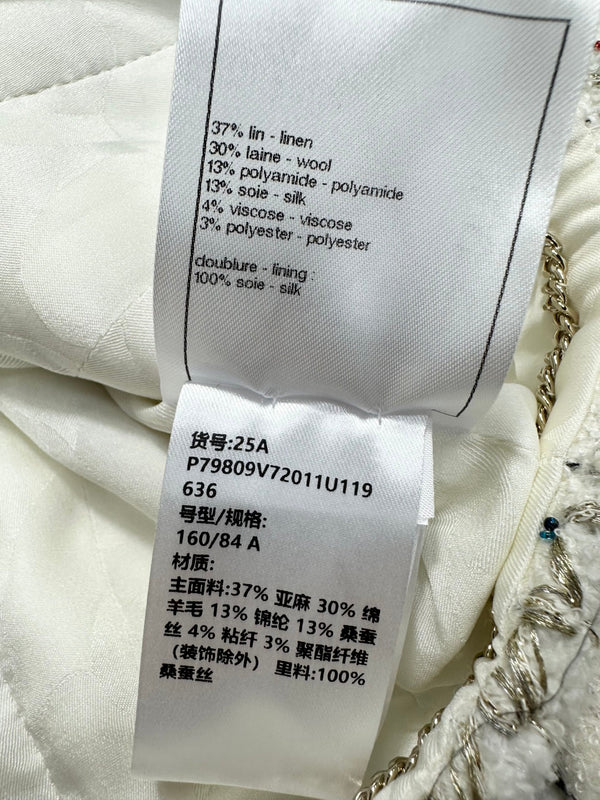 37% lin - linen
30% laine - wool
13% polyamide - polyamide
13% soie - silk
4% viscose - viscose
3% polyester - polyester
doublure - lining :
100% soie - silk
货号:25A
P79809V72011U119
636
号型/规格:
160/84 A
材质:
主面料:37% 亚麻 30% 绵
羊毛 13% 锦纶 13% 桑蚕
丝 4% 粘纤 3% 聚酯纤维
（装饰除外） 里料:100%
桑蚕丝